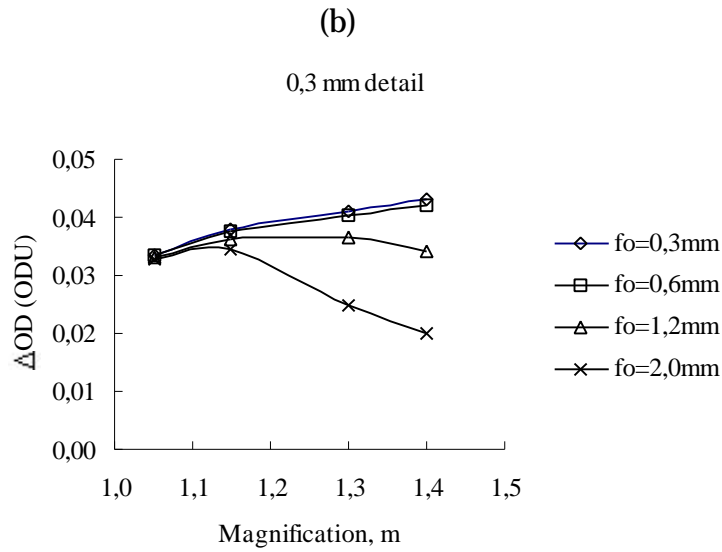 (b)
0,3 mm detail
0,05
0,04
0,03
0,02
0,01
0,00
ΔOD (ODU)
1,0 1,1 1,2 1,3 1,4 1,5
Magnification, m
fo=0,3mm
fo=0,6mm
fo=1,2mm
fo=2,0mm